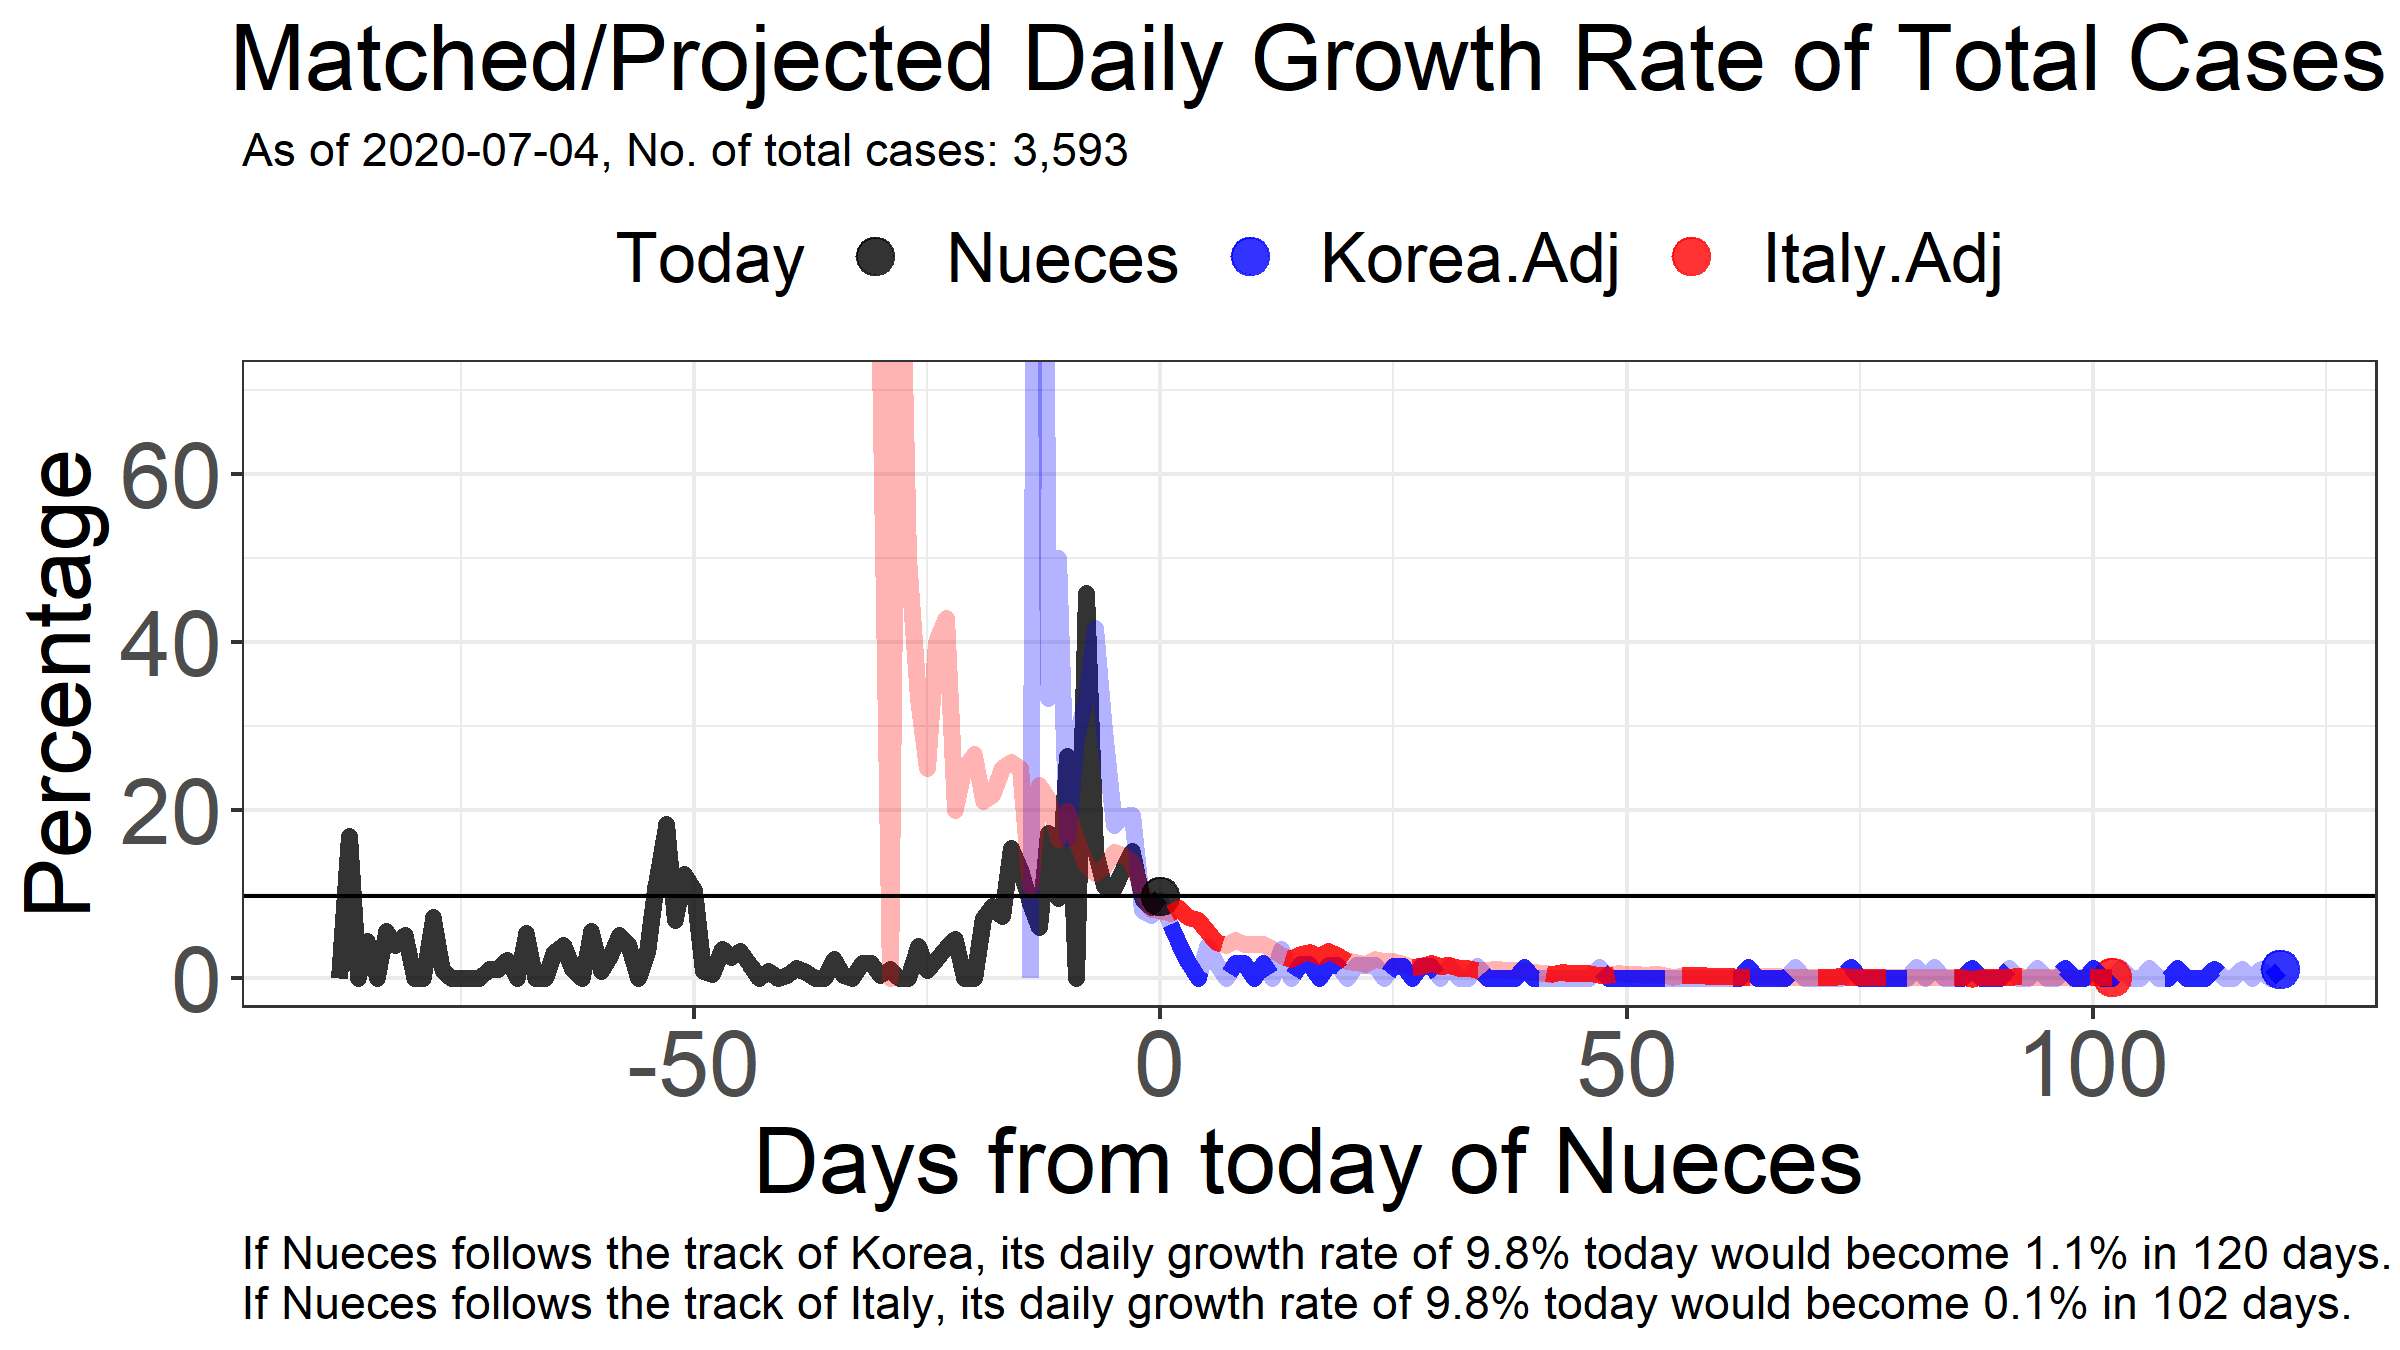 Matched/Projected Daily Growth Rate of Total Cases
As of 2020-07-04, No. of total cases: 3,593
Today Nueces Korea.Adj Italy.Adj
Percentage
60
40
20
0
-50 0 50 100
Days from today of Nueces
If Nueces follows the track of Korea, its daily growth rate of 9.8% today would become 1.1% in 120 days.
If Nueces follows the track of Italy, its daily growth rate of 9.8% today would become 0.1% in 102 days.